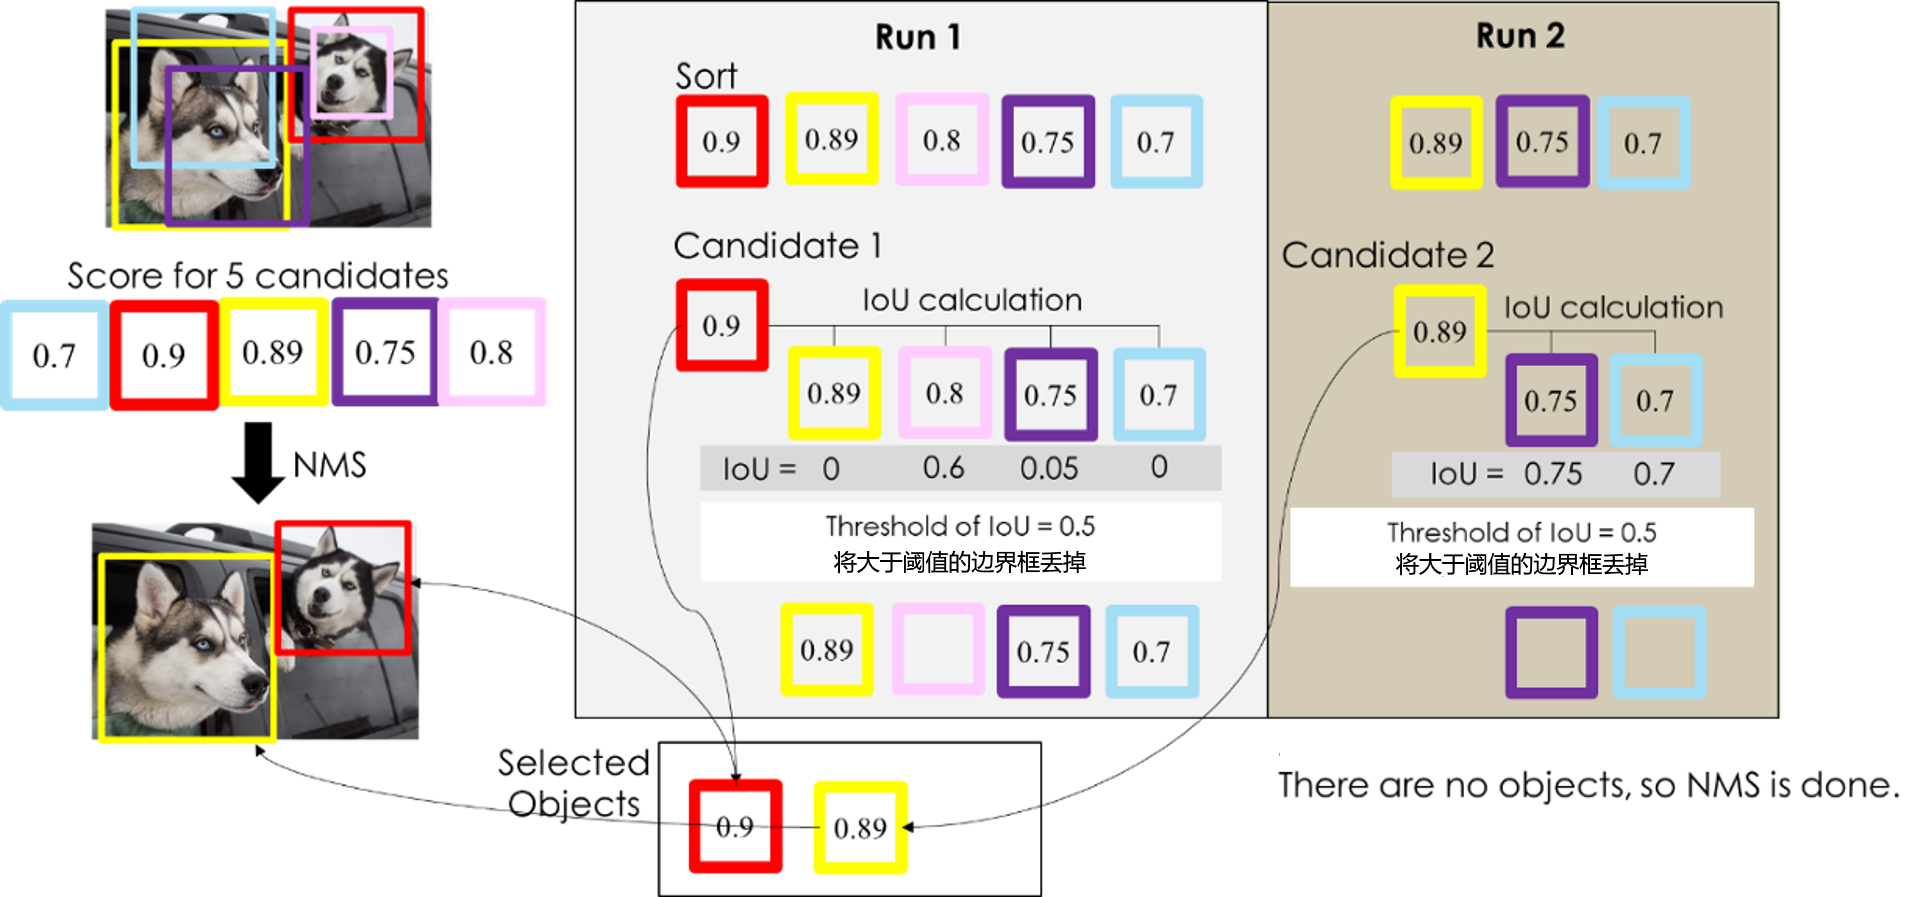 Score for 5 candidates
0.7 0.9 0.89 0.75 0.8
NMS
Run 1
Sort
0.9 0.89 0.8 0.75 0.7
Candidate 1
IoU calculation
0.9
0.89 0.8 0.75 0.7
IoU = 0 0.6 0.05 0
Threshold of IoU = 0.5
将大于阈值的边界框丢掉
0.89 0.75 0.7
Run 2
0.89 0.75 0.7
Candidate 2
IoU calculation
0.89
0.75 0.7
IoU = 0.75 0.7
Threshold of IoU = 0.5
将大于阈值的边界框丢掉
Selected
Objects
0.9 0.89
There are no objects, so NMS is done.